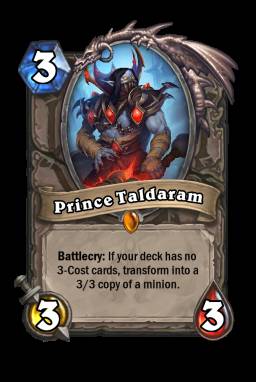 3
Prince Taldaram
Battlecry: If your deck has no
3-Cost cards, transform into a
3/3 copy of a minion.
3 3